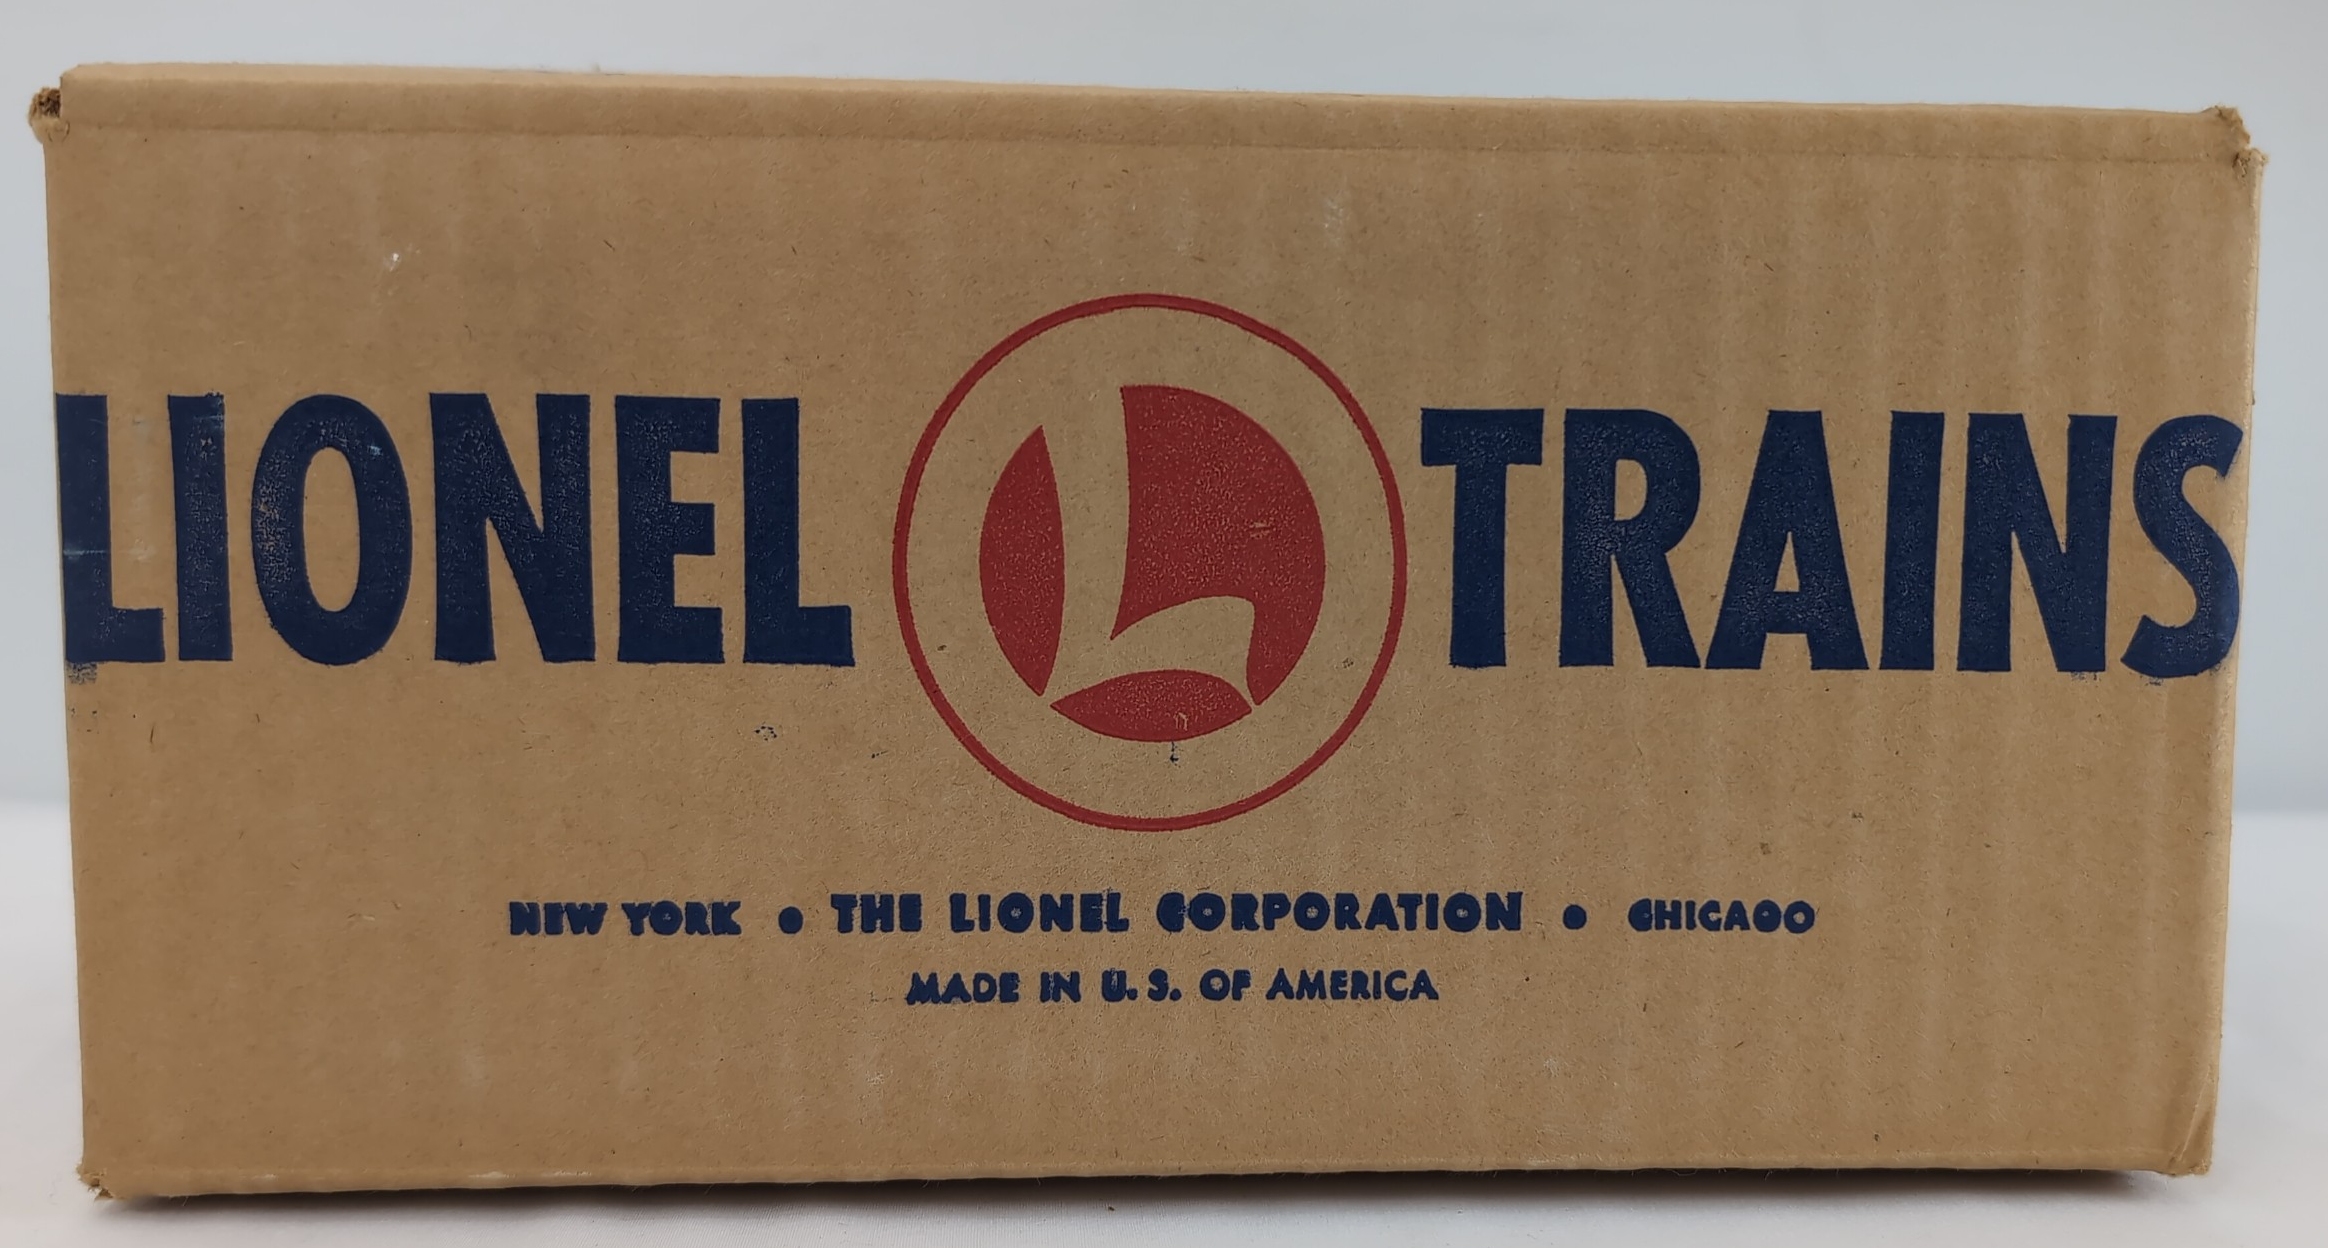 LIONEL L TRAINS
NEW YORK • THE LIONEL CORPORATION • CHICAGO
MADE IN U.S. OF AMERICA